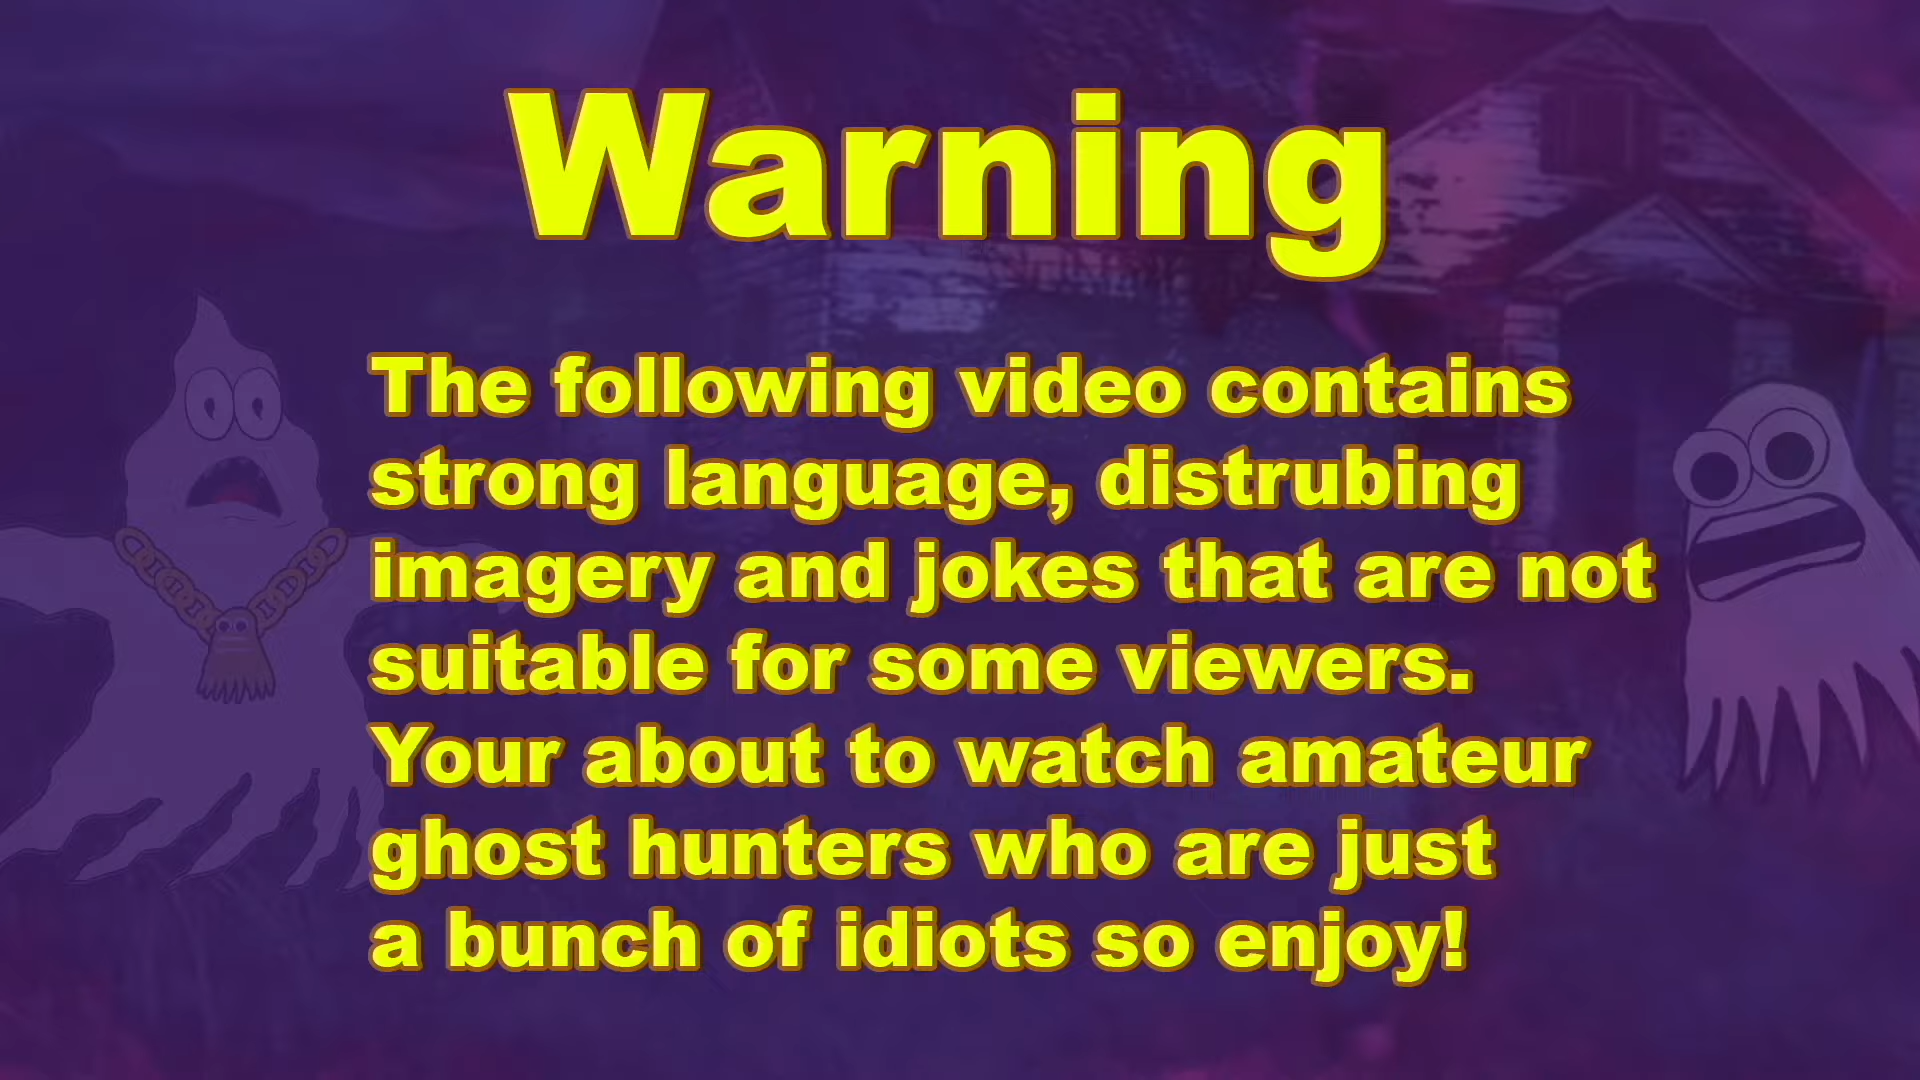 Warning
The following video contains
strong language, distrubing
imagery and jokes that are not
suitable for some viewers.
Your about to watch amateur
ghost hunters who are just
a bunch of idiots so enjoy!